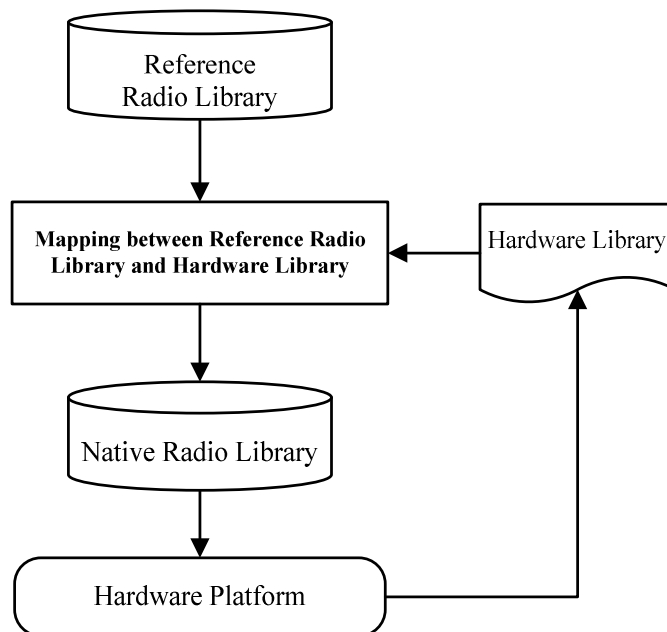 Reference
Radio Library
Mapping between Reference Radio
Library and Hardware Library
Hardware Library
Native Radio Library
Hardware Platform